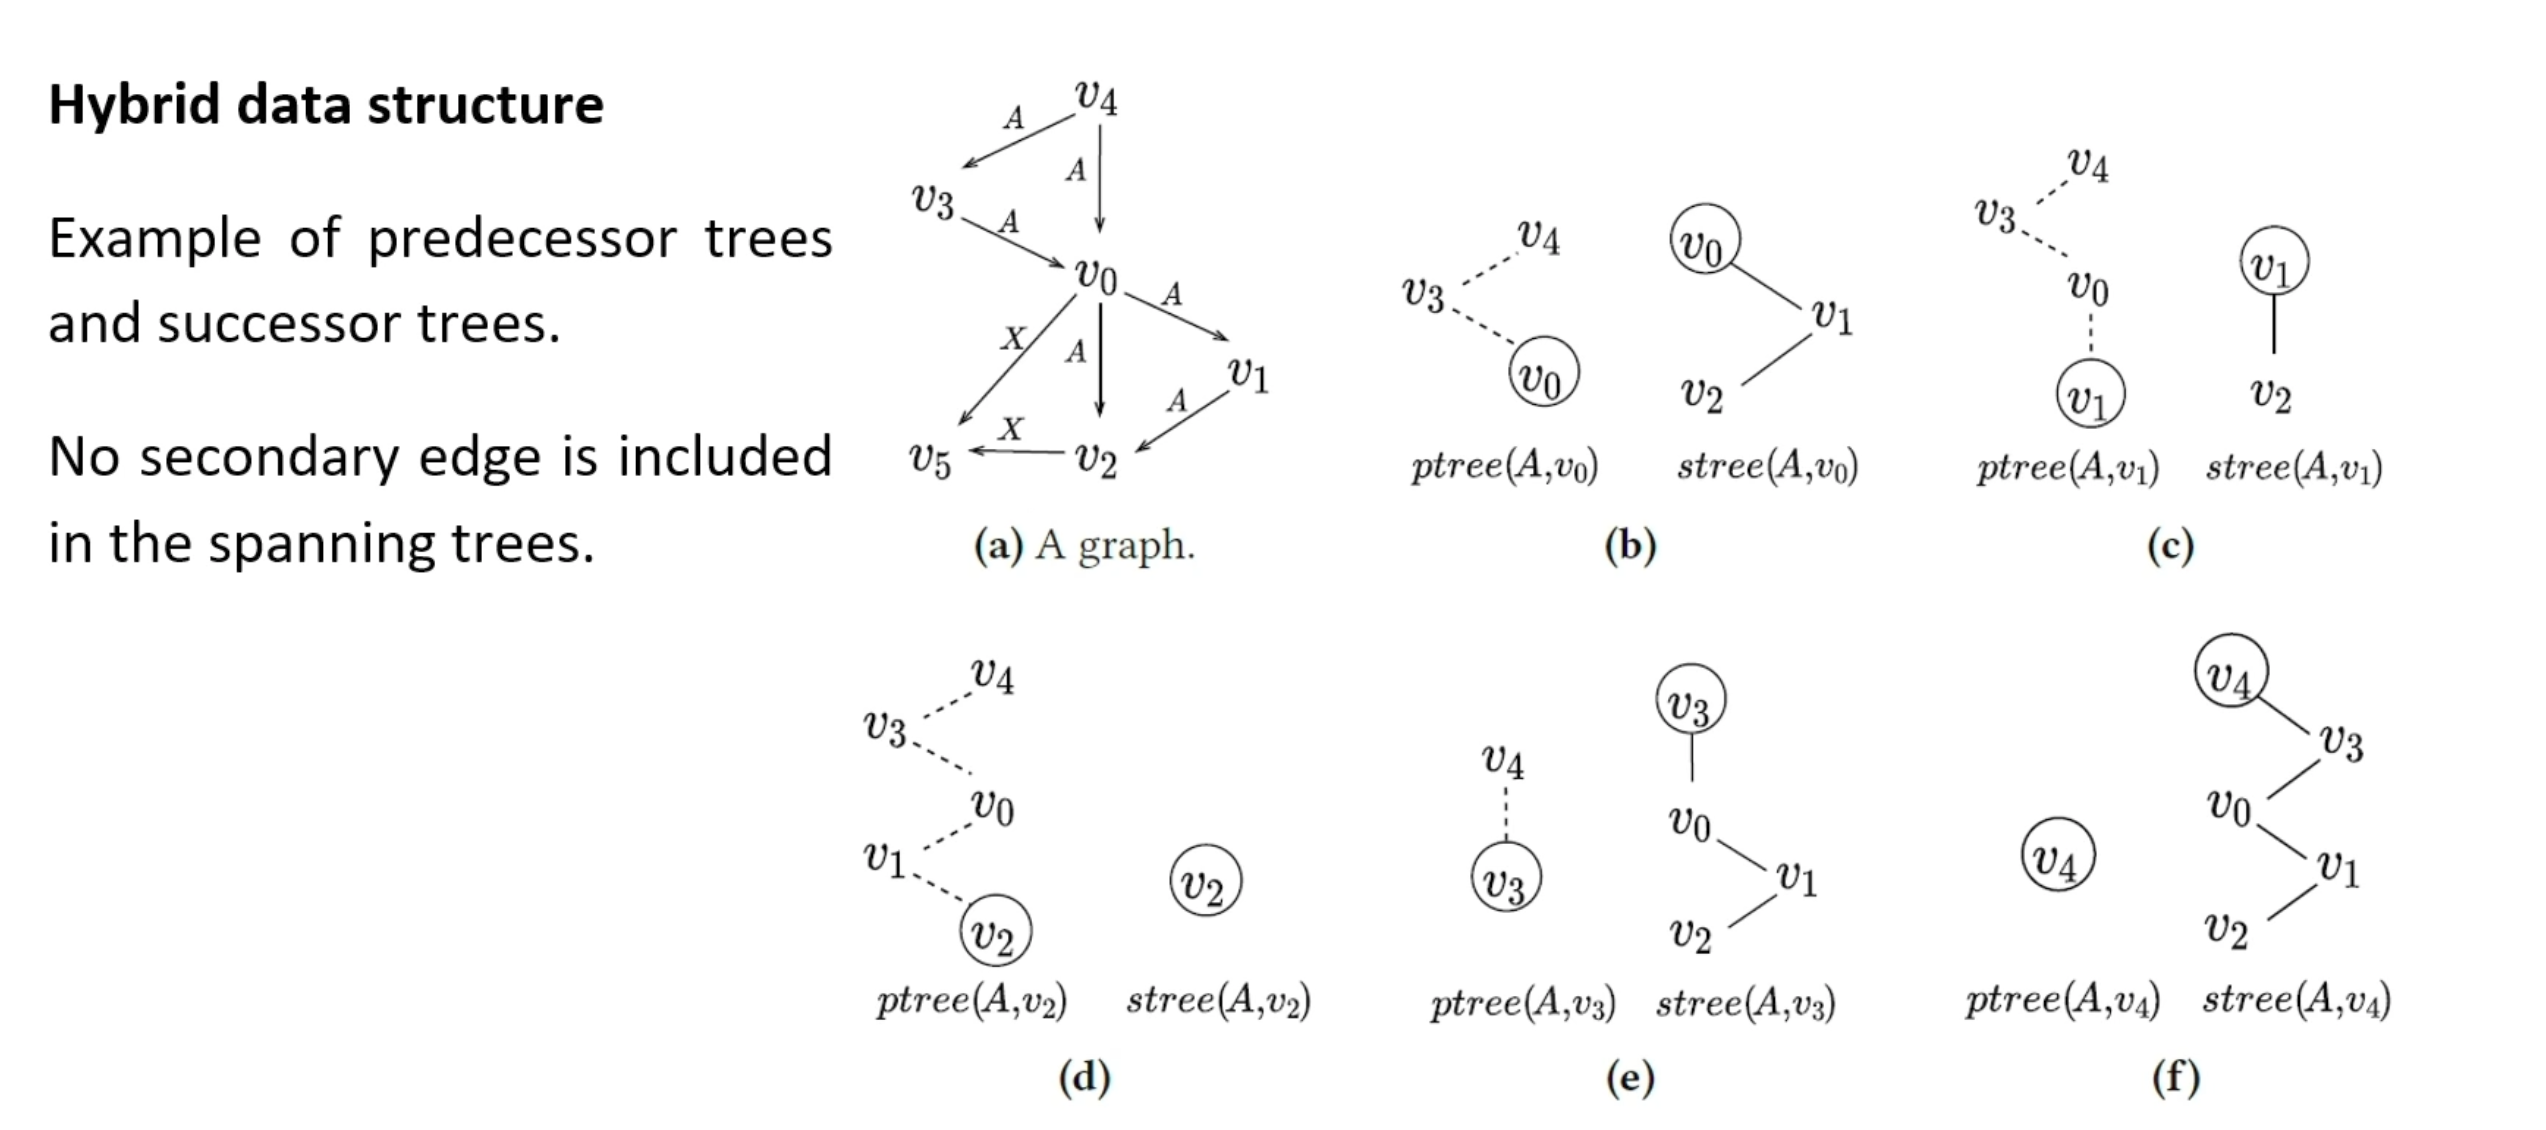 Hybrid data structure
Example of predecessor trees
and successor trees.
No secondary edge is included
in the spanning trees.
v4
A
A
v3
A
v0
A
X
A
v1
A
X
v5
v2
(a) A graph.
v4
v3
v0
ptree(A,v0)
v0
v1
v2
stree(A,v0)
(b)
v4
v3
v0
v1
ptree(A,v1)
v1
v2
stree(A,v1)
(c)
v4
v3
v0
v1
v2
ptree(A,v2)
v2
stree(A,v2)
(d)
v4
v3
ptree(A,v3)
v3
v0
v1
v2
stree(A,v3)
(e)
v4
ptree(A,v4)
v4
v3
v0
v1
v2
stree(A,v4)
(f)